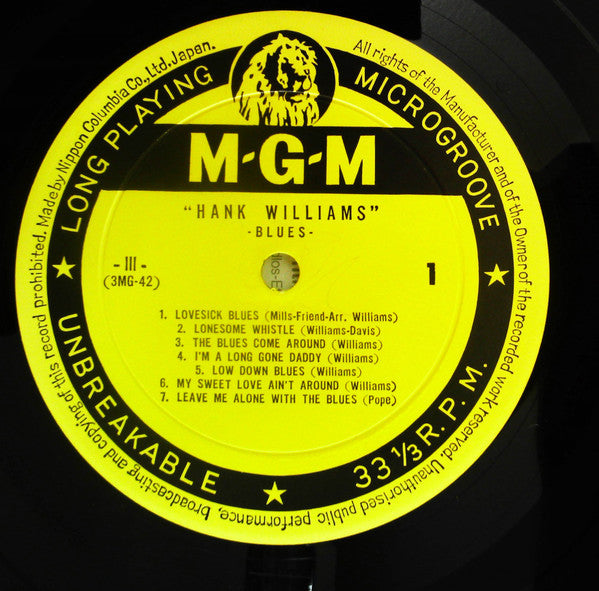 All rights of the Manufacturer and of the Owner of the recorded work reserved. Unauthorised public performance, broadcasting and copying of this record prohibited. Made by Nippon Columbia Co., Ltd. Japan.
LONG PLAYING
MICROGROOVE
M-G-M
"HANK WILLIAMS"
-BLUES-
- III -
(3MG-42)
1
1. LOVESICK BLUES (Mills-Friend-Arr. Williams)
2. LONESOME WHISTLE (Williams-Davis)
3. THE BLUES COME AROUND (Williams)
4. I'M A LONG GONE DADDY (Williams)
5. LOW DOWN BLUES (Williams)
6. MY SWEET LOVE AIN'T AROUND (Williams)
7. LEAVE ME ALONE WITH THE BLUES (Pope)
UNBREAKABLE
33 1/3 R. P. M.